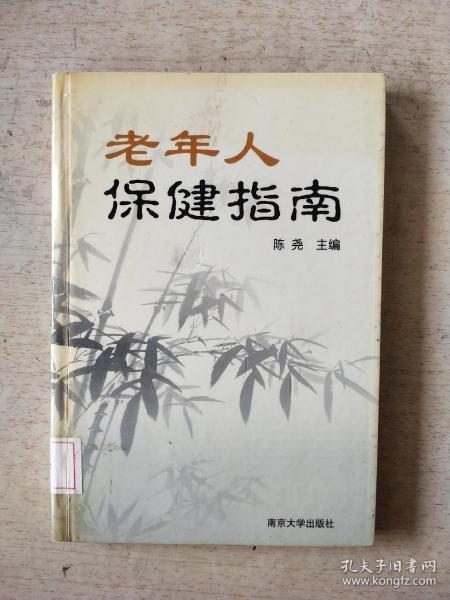 老年人
保健指南
陈尧 主编
南京大学出版社
孔夫子旧书网
www.kongfz.com